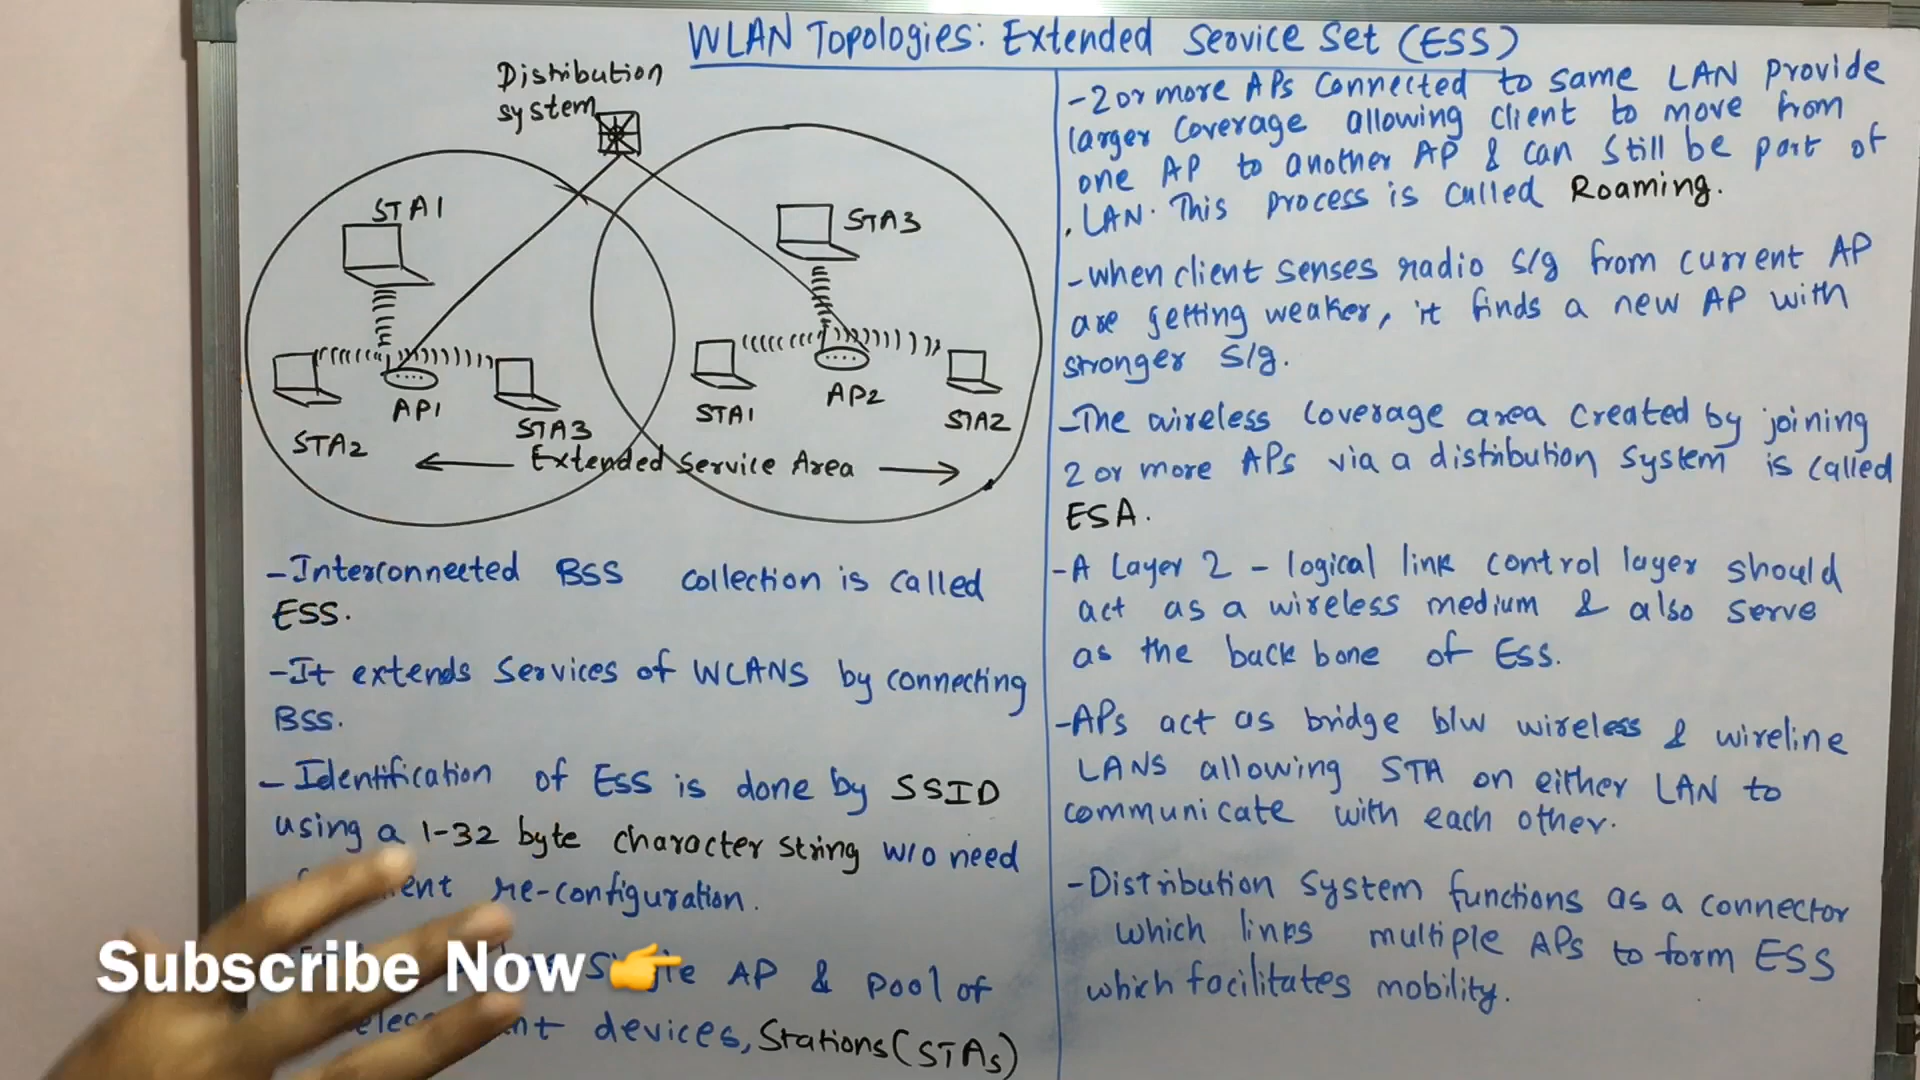 WLAN Topologies: Extended Service Set (ESS)
Distribution
system
STA1
STA2
AP1
STA3
STA3
STA1
AP2
STA2
Extended Service Area
-Interconnected BSS collection is called
ESS.
-It extends Services of WLANS by connecting
BSS.
- Identification of ESS is done by SSID
using a 1-32 byte character string w/o need
re-configuration.
AP & Pool of
devices, Stations (STAs)
-2 or more APs connected to same LAN provide
larger coverage allowing client to move from
one AP to another AP & can still be part of
LAN. This process is called Roaming.
-when client senses radio s/g from current AP
are getting weaker, it finds a new AP with
stronger s/g.
-The wireless coverage area created by joining
2 or more APs via a distribution system is called
ESA.
-A Layer 2 - logical link control layer should
act as a wireless medium & also serve
as the back bone of ESS.
-APs act as bridge b/w wireless & wireline
LANS allowing STA on either LAN to
communicate with each other.
-Distribution System functions as a connector
which links multiple APs to form ESS
which facilitates mobility.
Subscribe Now